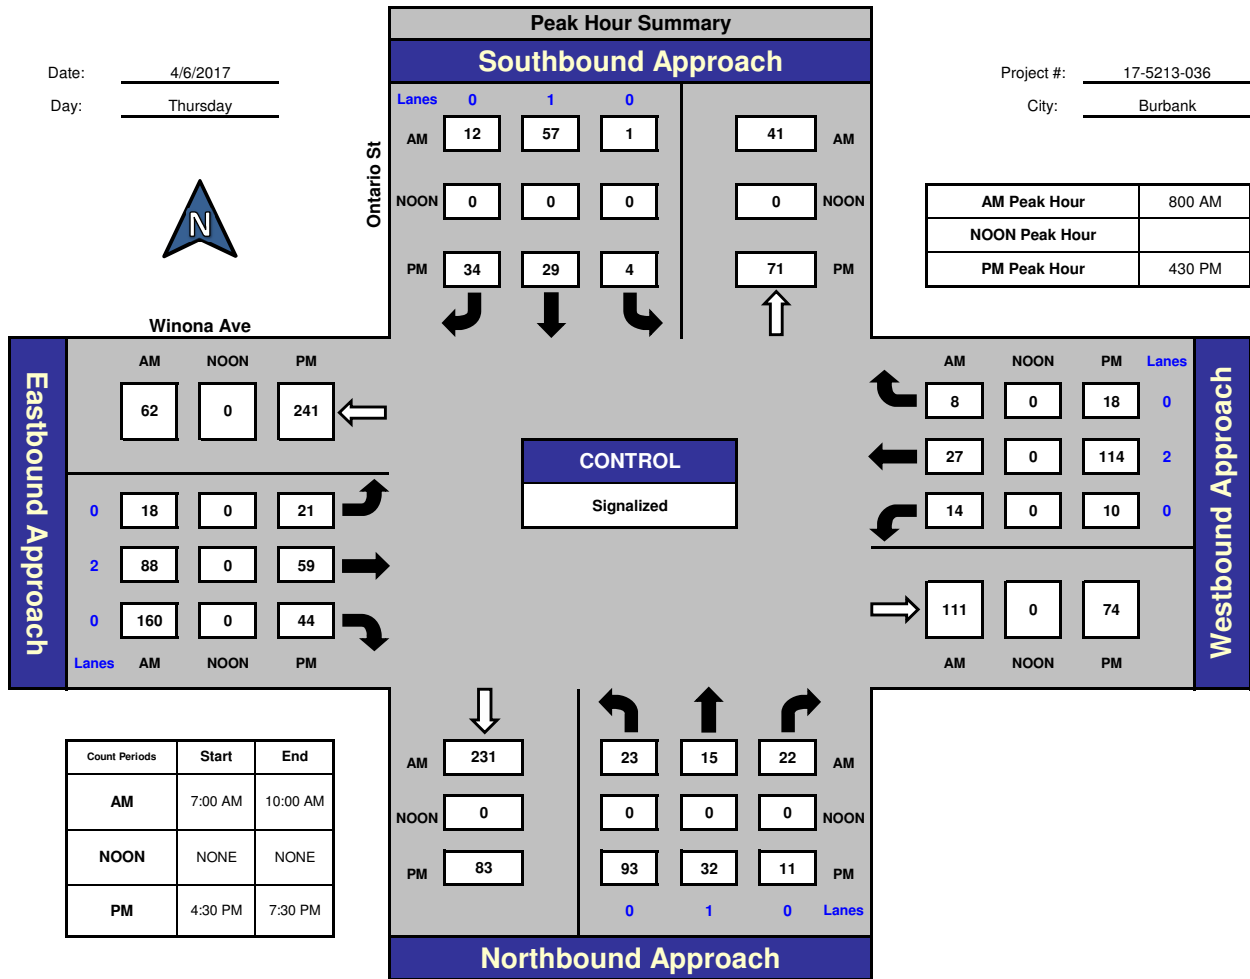 Peak Hour Summary
Southbound Approach
Date: 4/6/2017
Day: Thursday
Project #: 17-5213-036
City: Burbank
Lanes 0 1 0
AM 12 57 1 41 AM
NOON 0 0 0 0 NOON
PM 34 29 4 71 PM
Ontario St
N
AM Peak Hour 800 AM
NOON Peak Hour
PM Peak Hour 430 PM
Winona Ave
Eastbound Approach
AM NOON PM
62 0 241
0 18 0 21
2 88 0 59
0 160 0 44
Lanes AM NOON PM
CONTROL
Signalized
AM NOON PM Lanes
8 0 18 0
27 0 114 2
14 0 10 0
111 0 74
AM NOON PM
Westbound Approach
Count Periods Start End
AM 7:00 AM 10:00 AM
NOON NONE NONE
PM 4:30 PM 7:30 PM
AM 231 23 15 22 AM
NOON 0 0 0 0 NOON
PM 83 93 32 11 PM
0 1 0 Lanes
Northbound Approach